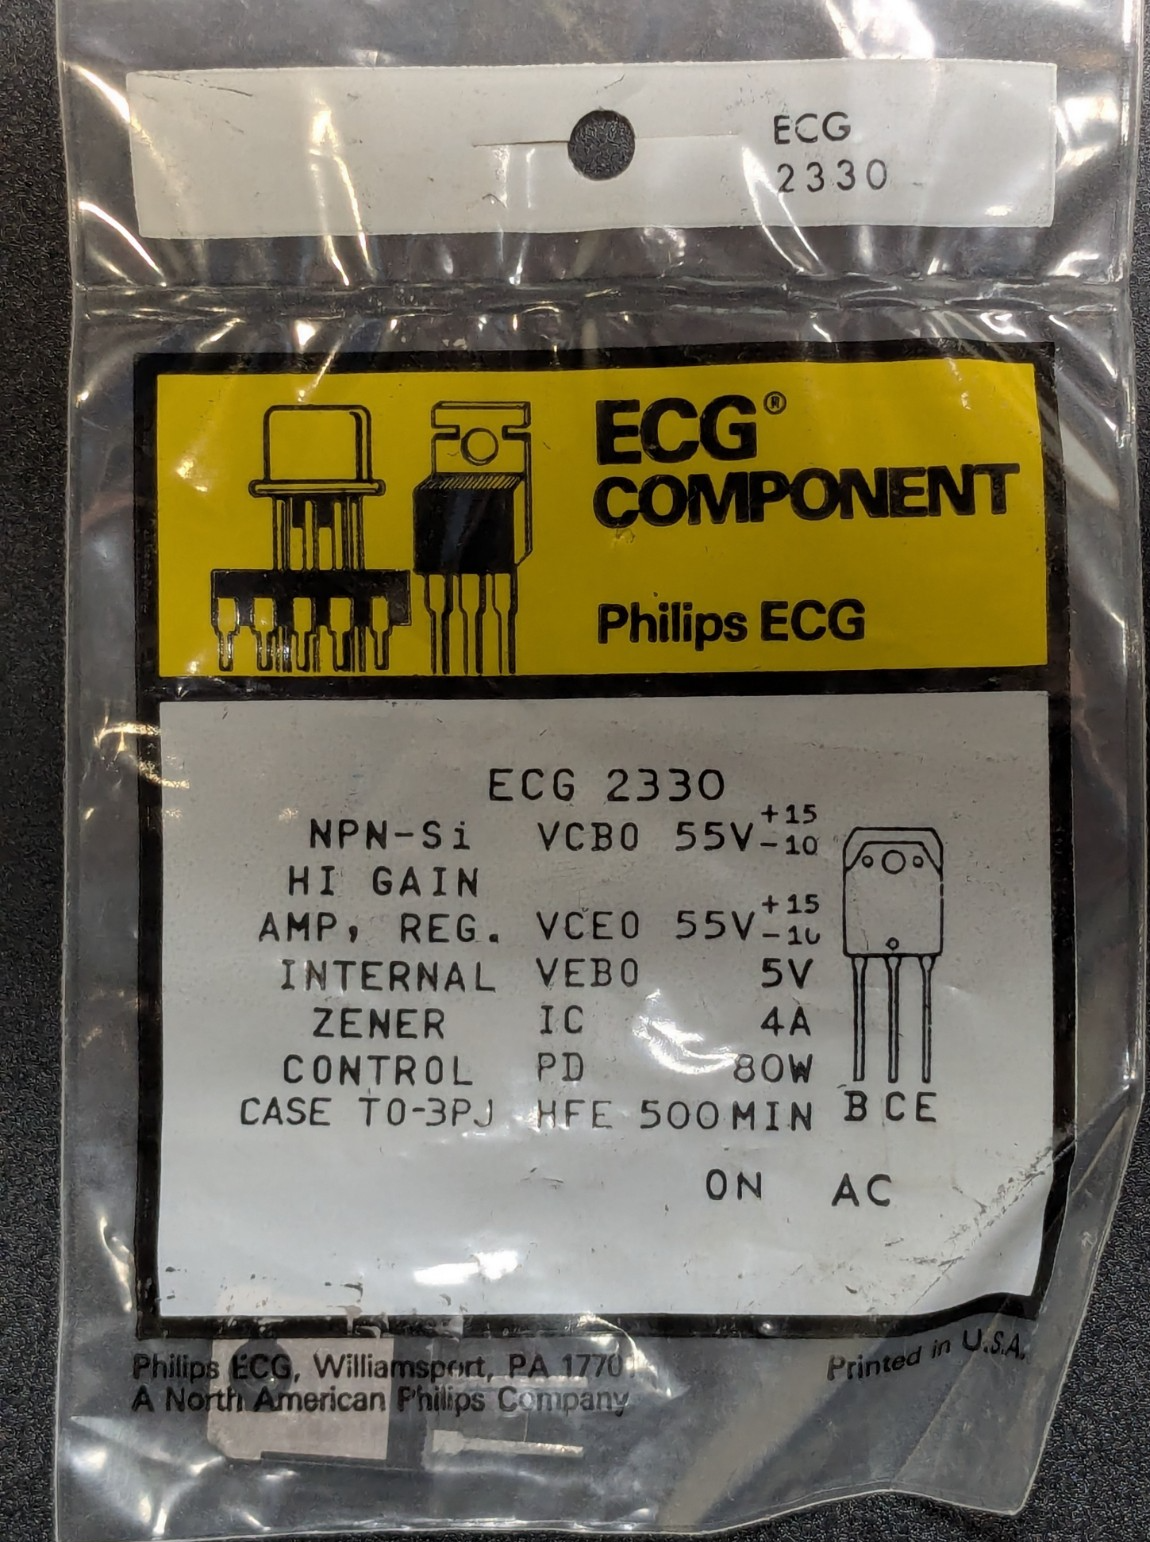 ECG
2330
ECG®
COMPONENT
Philips ECG
ECG 2330
NPN-Si VCBO 55V +15 -10
HI GAIN
AMP, REG. VCEO 55V +15 -10
INTERNAL VEBO 5V
ZENER IC 4A
CONTROL PD 80W
CASE TO-3PJ HFE 500 MIN B C E
ON AC
Philips ECG, Williamsport, PA 1770
A North American Philips Company
Printed in U.S.A.